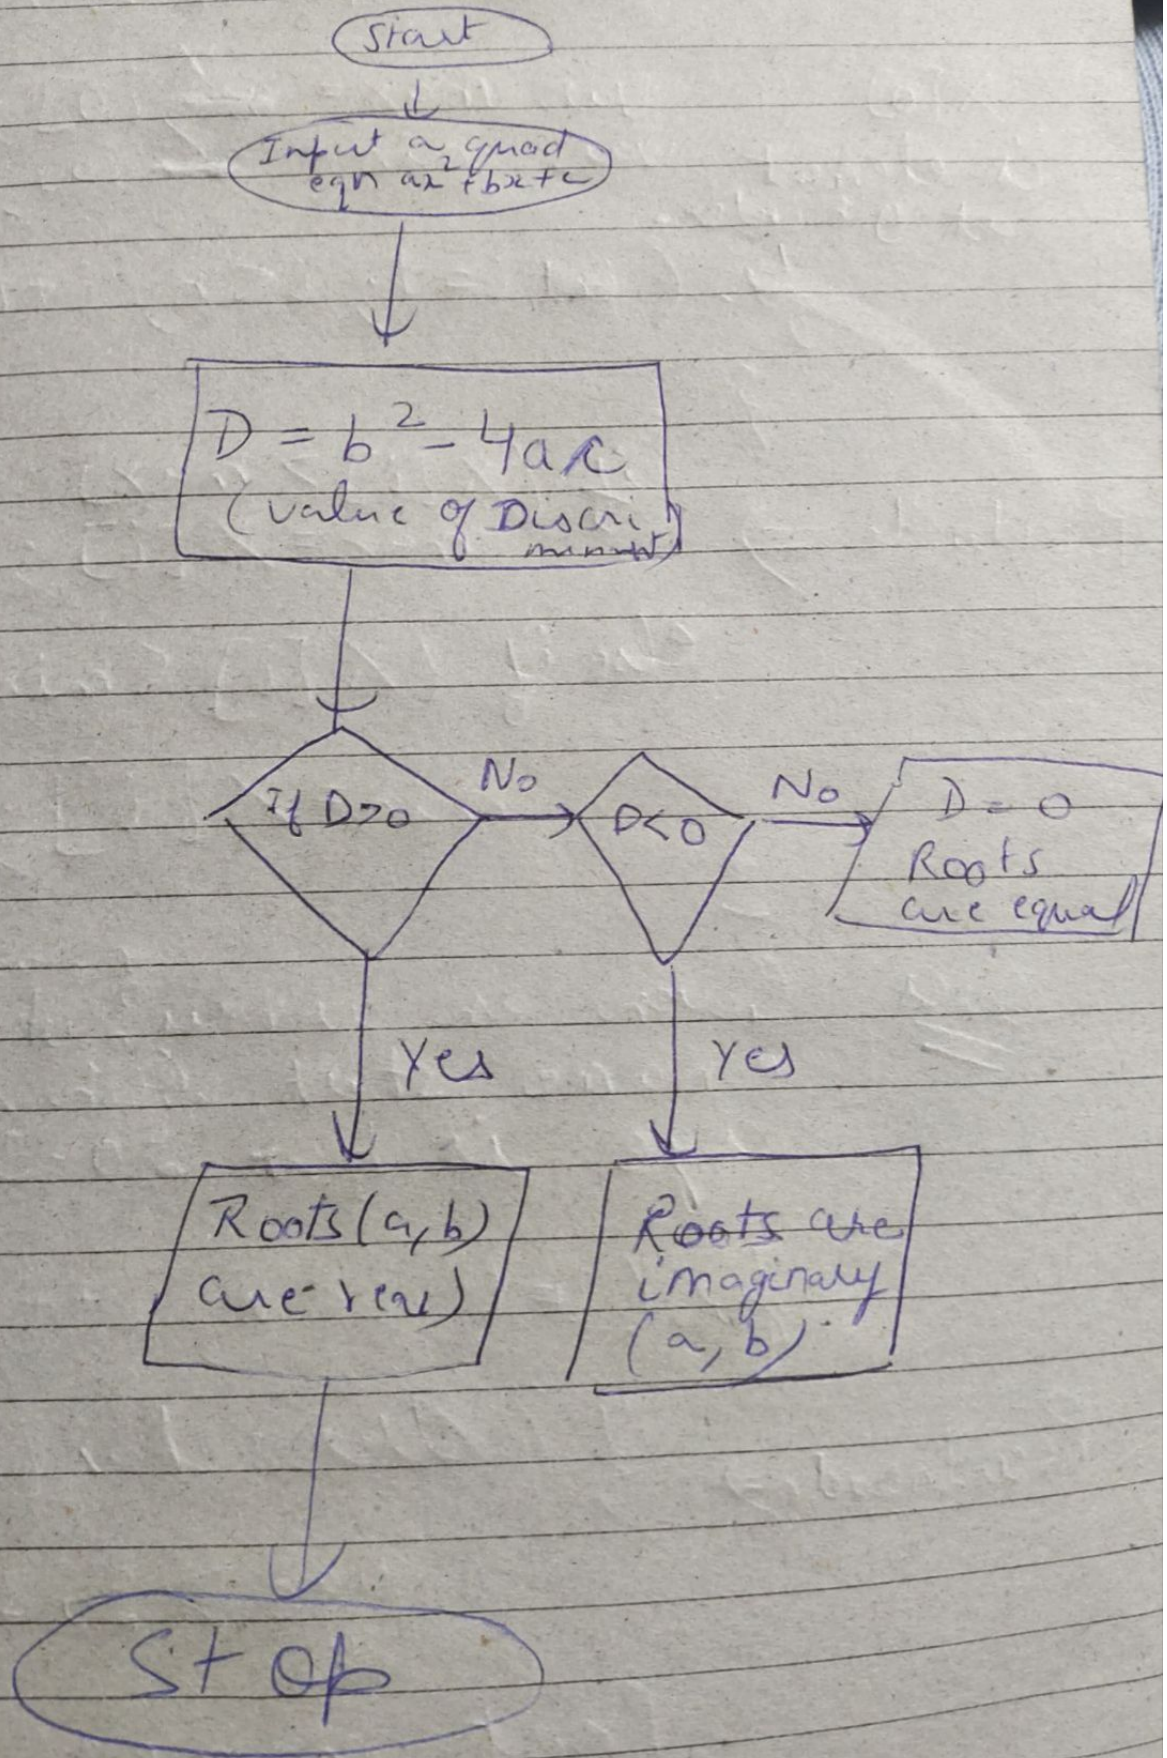 Start
Input a quad
eqn ax²+bx+c
D = b² - 4ac
(value of Discri
minant)
If D>0
No
D<0
No
D = 0
Roots
are equal
Yes
Yes
Roots (a, b)
are real
Roots are
imaginary
(a, b)
Stop